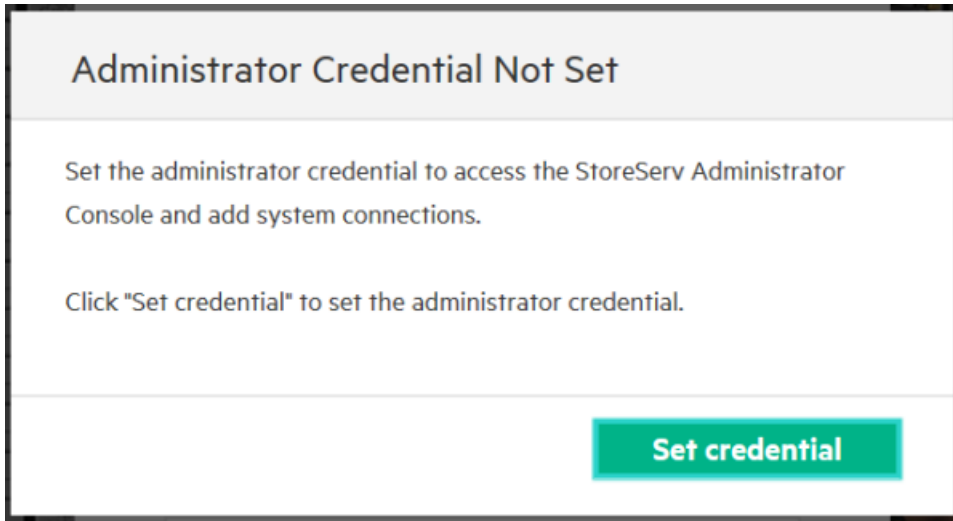 Administrator Credential Not Set
Set the administrator credential to access the StoreServ Administrator
Console and add system connections.
Click "Set credential" to set the administrator credential.
Set credential